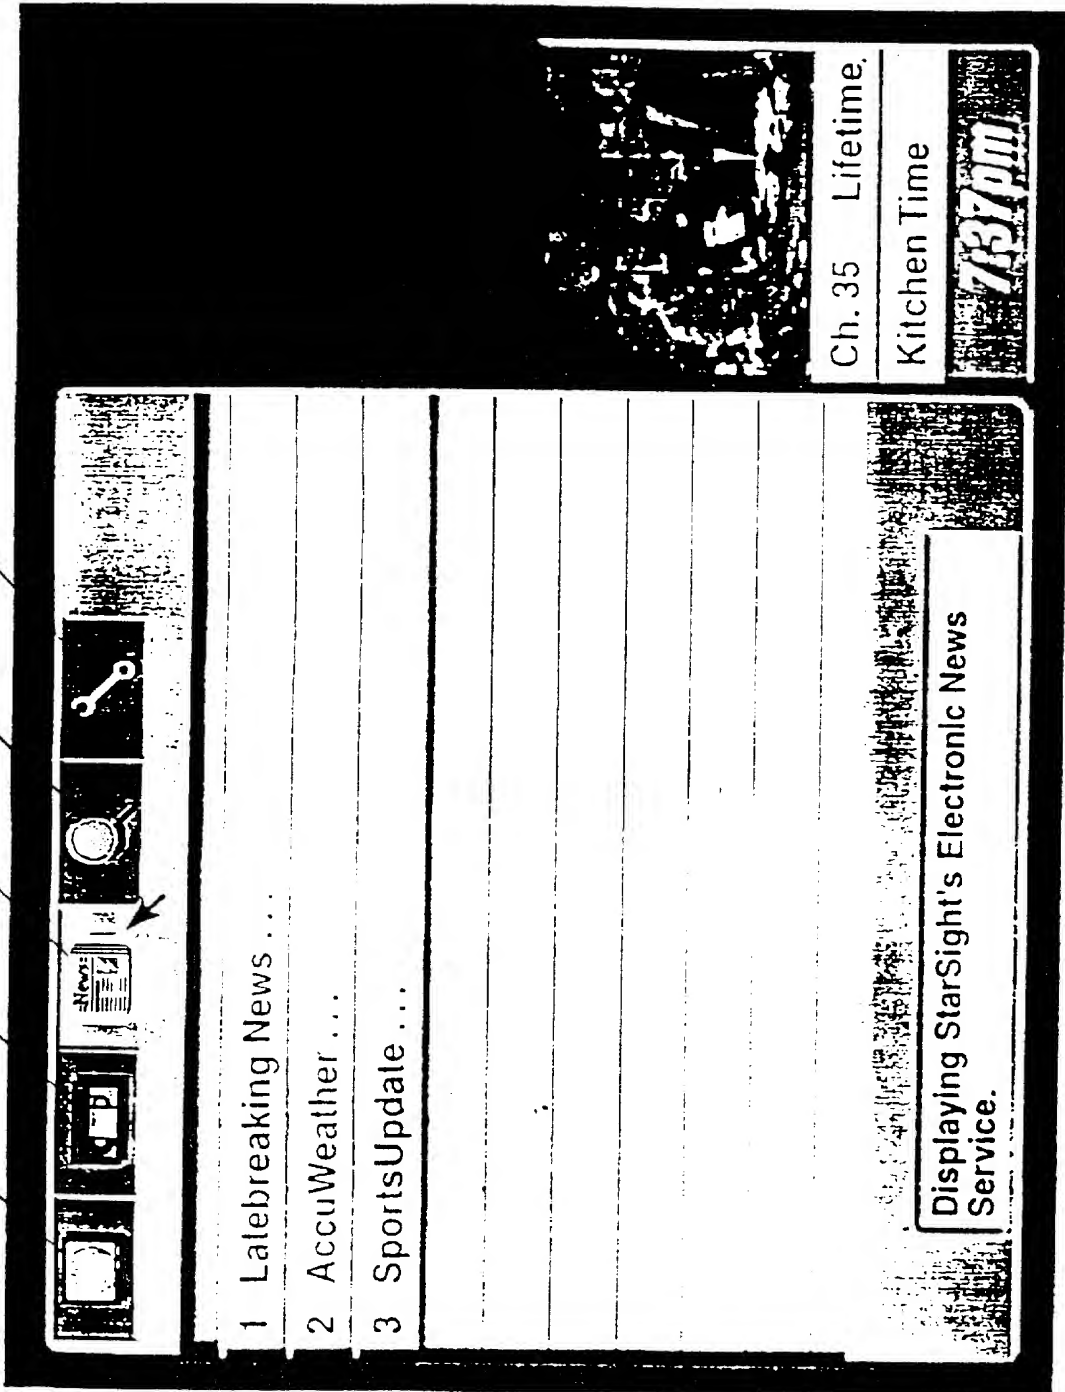 News
1 Latebreaking News...
2 AccuWeather...
3 SportsUpdate...
Displaying StarSight's Electronic News
Service.
Ch. 35 Lifetime.
Kitchen Time
7:37pm